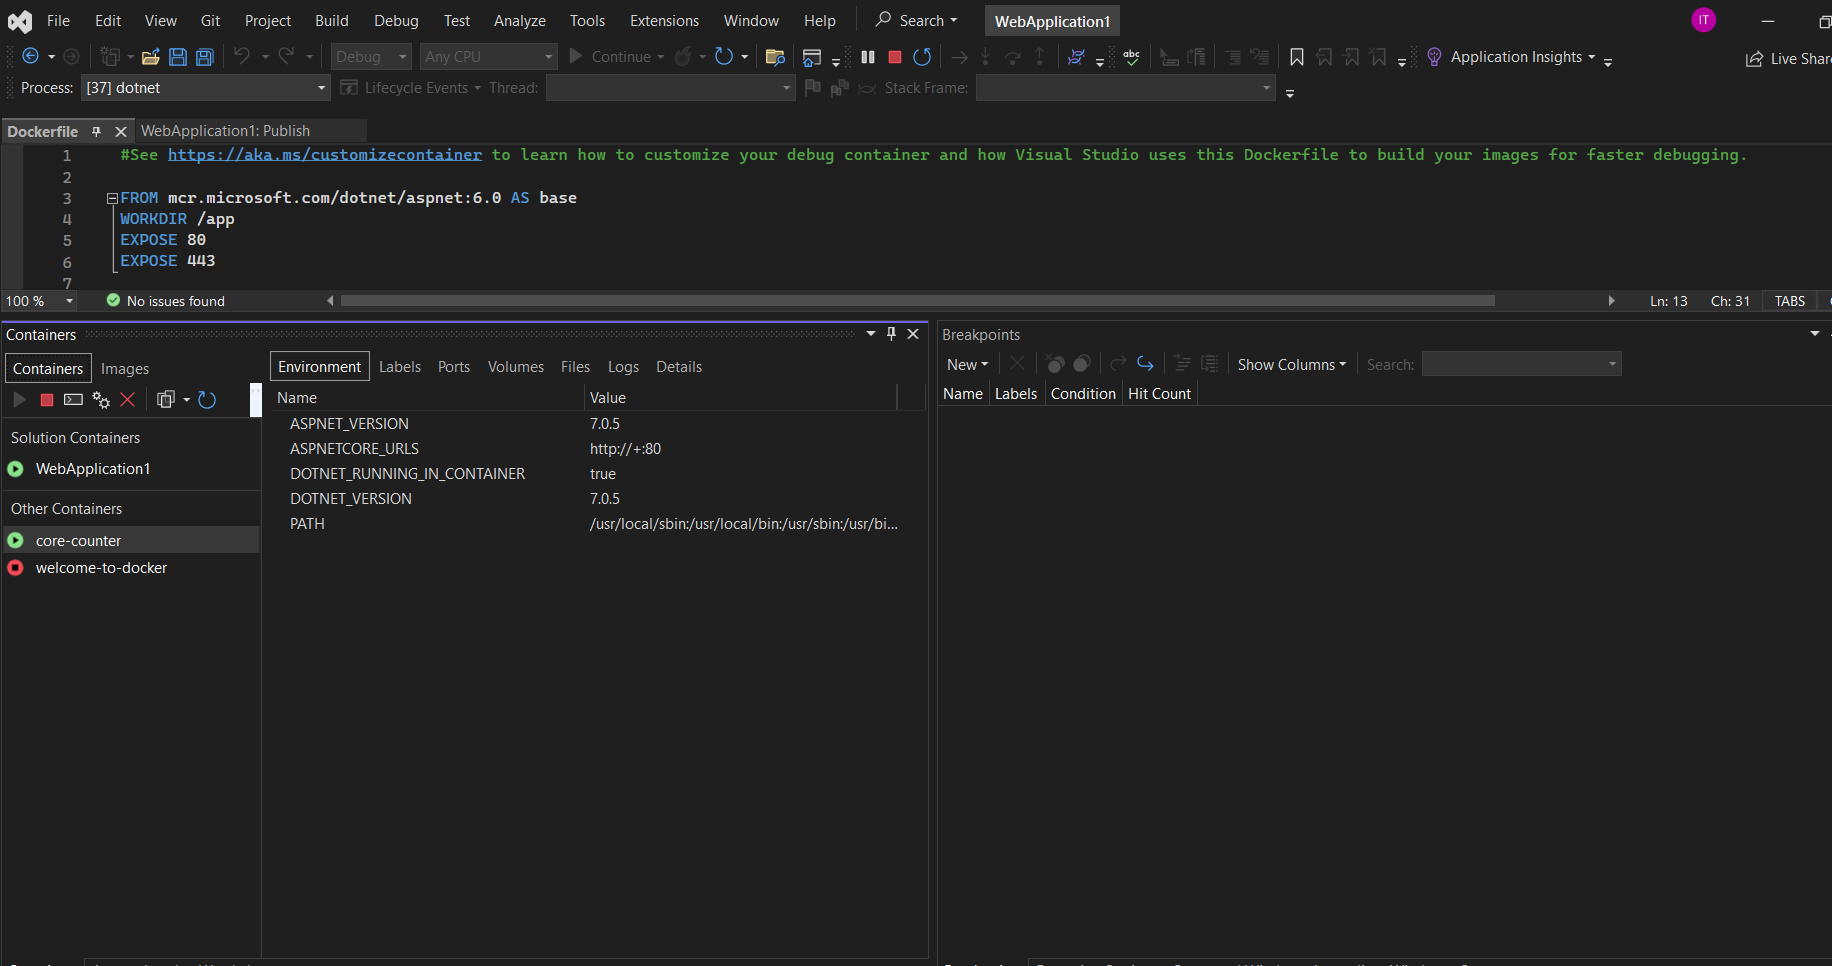 File Edit View Git Project Build Debug Test Analyze Tools Extensions Window Help Search WebApplication1 IT
Debug Any CPU Continue abc Application Insights Live Share
Process: [37] dotnet Lifecycle Events Thread: Stack Frame:
Dockerfile WebApplication1: Publish
1 #See https://aka.ms/customizecontainer to learn how to customize your debug container and how Visual Studio uses this Dockerfile to build your images for faster debugging.
2
3 FROM mcr.microsoft.com/dotnet/aspnet:6.0 AS base
4 WORKDIR /app
5 EXPOSE 80
6 EXPOSE 443
7
100 % No issues found Ln: 13 Ch: 31 TABS
Containers
Containers Images
Solution Containers
WebApplication1
Other Containers
core-counter
welcome-to-docker
Environment Labels Ports Volumes Files Logs Details
Name Value
ASPNET_VERSION 7.0.5
ASPNETCORE_URLS http://+:80
DOTNET_RUNNING_IN_CONTAINER true
DOTNET_VERSION 7.0.5
PATH /usr/local/sbin:/usr/local/bin:/usr/sbin:/usr/bi...
Breakpoints
New Show Columns Search:
Name Labels Condition Hit Count